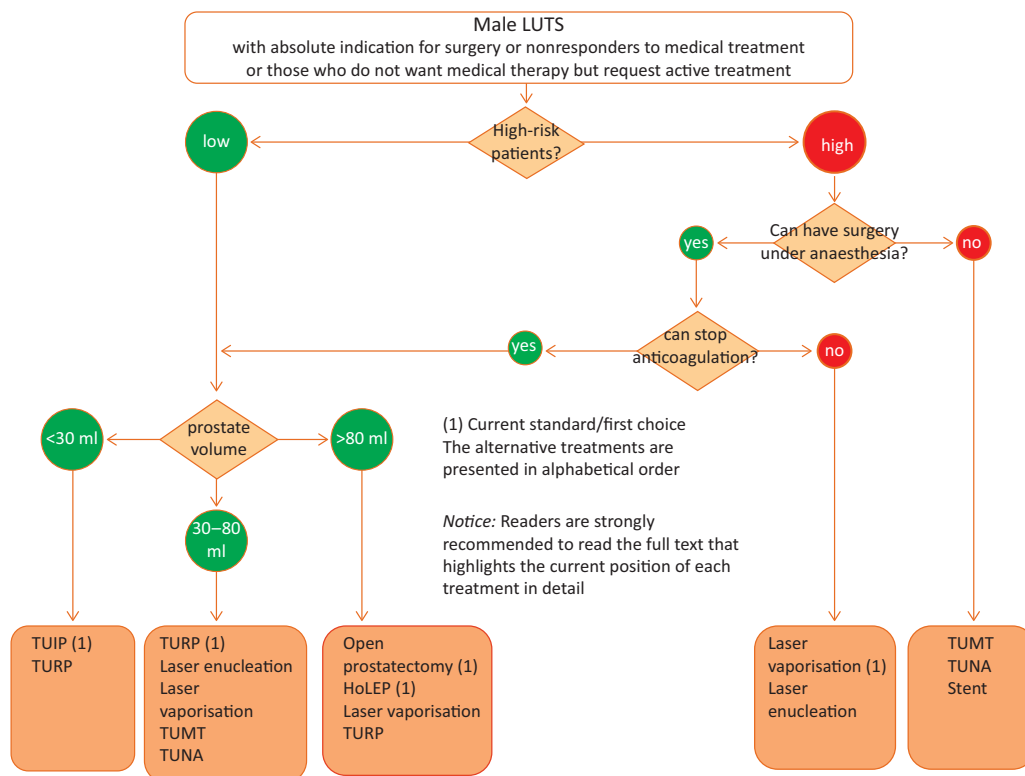 Male LUTS
with absolute indication for surgery or nonresponders to medical treatment
or those who do not want medical therapy but request active treatment
low
High-risk
patients?
high
yes
Can have surgery
under anaesthesia?
no
yes
can stop
anticoagulation?
no
<30 ml
prostate
volume
>80 ml
30–80
ml
(1) Current standard/first choice
The alternative treatments are
presented in alphabetical order
Notice: Readers are strongly
recommended to read the full text that
highlights the current position of each
treatment in detail
TUIP (1)
TURP
TURP (1)
Laser enucleation
Laser
vaporisation
TUMT
TUNA
Open
prostatectomy (1)
HoLEP (1)
Laser vaporisation
TURP
Laser
vaporisation (1)
Laser
enucleation
TUMT
TUNA
Stent